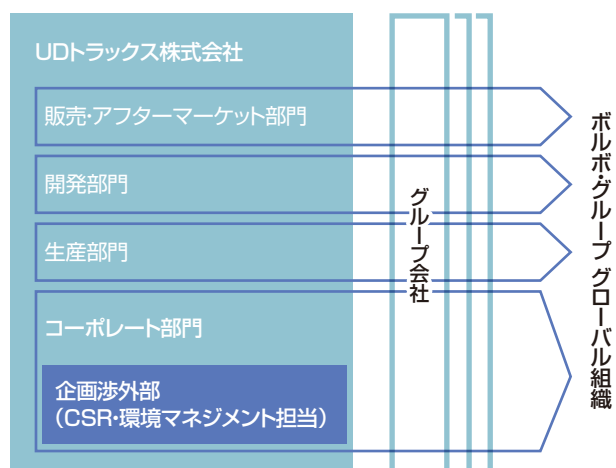 UDトラックス株式会社
販売・アフターマーケット部門
開発部門
生産部門
コーポレート部門
企画渉外部
（CSR・環境マネジメント担当）
グループ会社
ボルボ・グループ グローバル組織